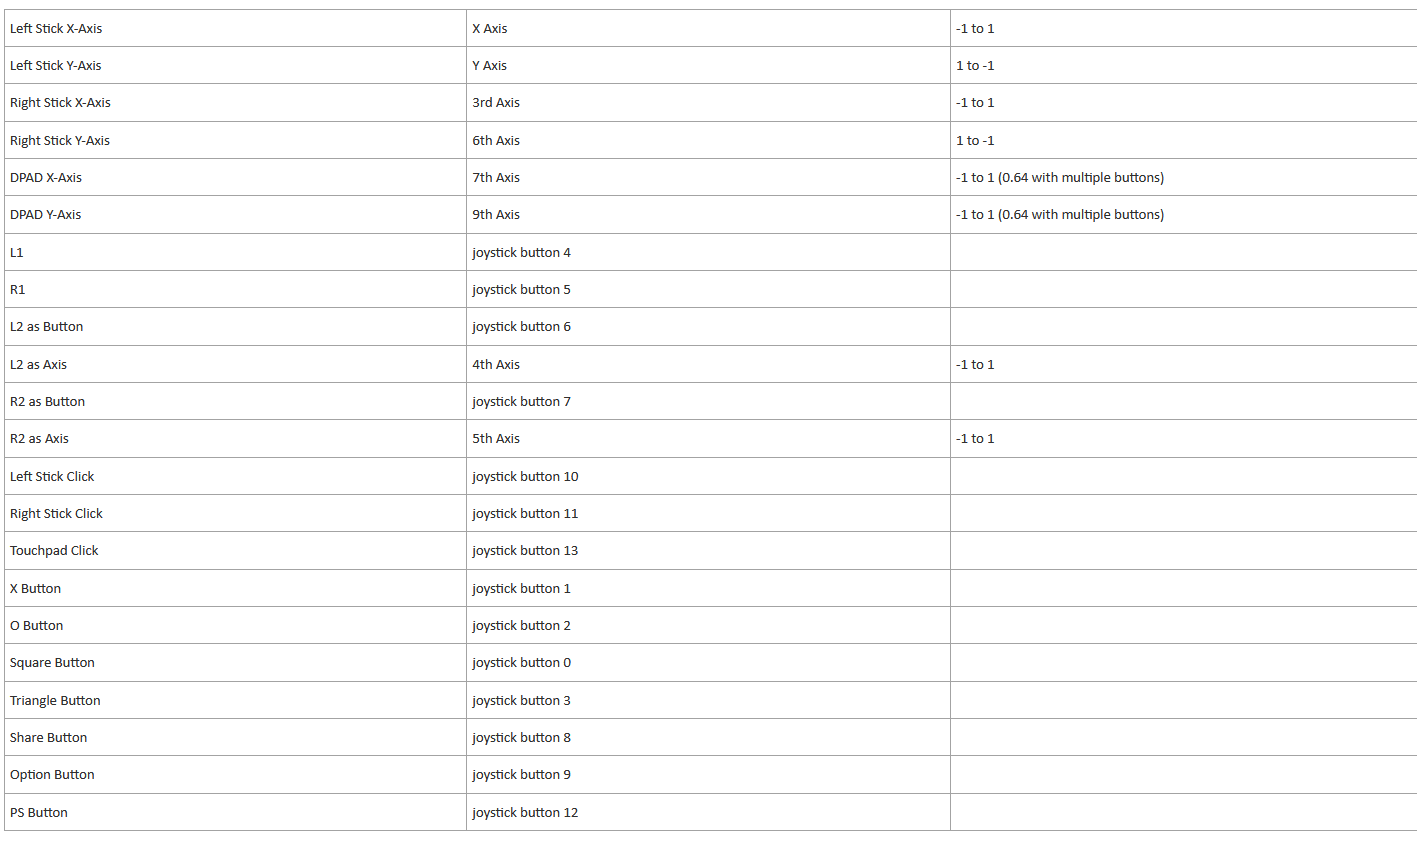 Left Stick X-Axis X Axis -1 to 1
Left Stick Y-Axis Y Axis 1 to -1
Right Stick X-Axis 3rd Axis -1 to 1
Right Stick Y-Axis 6th Axis 1 to -1
DPAD X-Axis 7th Axis -1 to 1 (0.64 with multiple buttons)
DPAD Y-Axis 9th Axis -1 to 1 (0.64 with multiple buttons)
L1 joystick button 4
R1 joystick button 5
L2 as Button joystick button 6
L2 as Axis 4th Axis -1 to 1
R2 as Button joystick button 7
R2 as Axis 5th Axis -1 to 1
Left Stick Click joystick button 10
Right Stick Click joystick button 11
Touchpad Click joystick button 13
X Button joystick button 1
O Button joystick button 2
Square Button joystick button 0
Triangle Button joystick button 3
Share Button joystick button 8
Option Button joystick button 9
PS Button joystick button 12